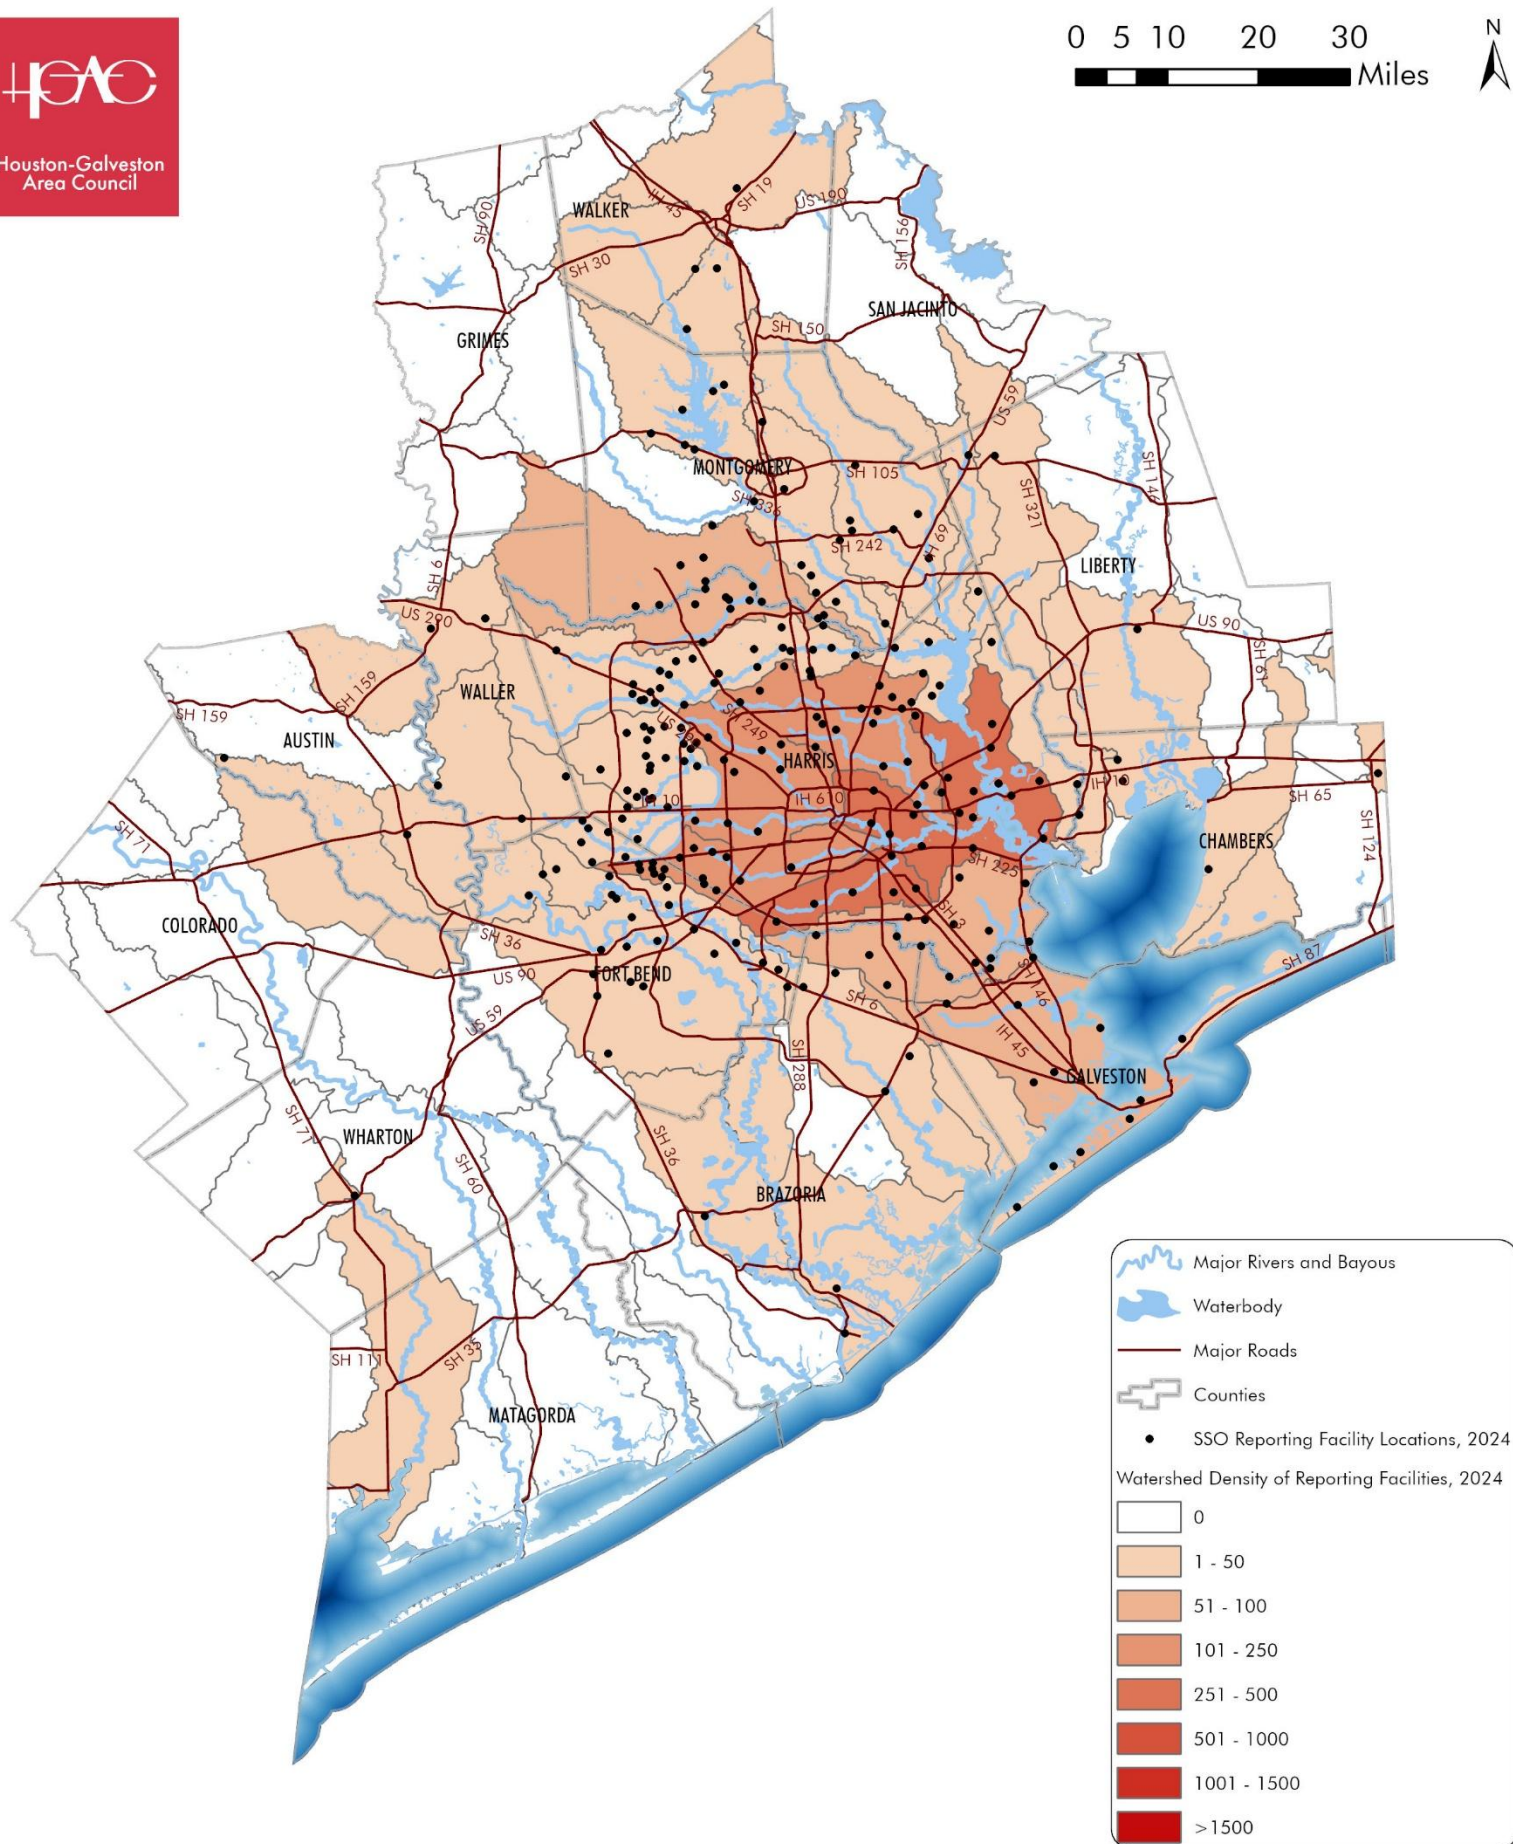 HGAC
Houston-Galveston
Area Council
0 5 10 20 30
Miles
N
WALKER
IH 45
SH 19
US 190
SH 90
SH 156
SH 30
SAN JACINTO
SH 150
GRIMES
US 59
MONTGOMERY
SH 105
SH 146
SH 336
SH 321
SH 242
IH 69
LIBERTY
SH 6
US 290
US 90
SH 61
SH 159
WALLER
SH 159
SH 249
US 290
AUSTIN
HARRIS
IH 10
IH 610
IH 10
SH 65
SH 71
SH 124
CHAMBERS
SH 225
COLORADO
SH 36
SH 3
SH 87
US 90
FORT BEND
SH 146
SH 6
US 59
IH 45
SH 288
GALVESTON
SH 71
WHARTON
SH 36
SH 60
BRAZORIA
SH 111
SH 35
MATAGORDA
Major Rivers and Bayous
Waterbody
Major Roads
Counties
SSO Reporting Facility Locations, 2024
Watershed Density of Reporting Facilities, 2024
0
1 - 50
51 - 100
101 - 250
251 - 500
501 - 1000
1001 - 1500
>1500